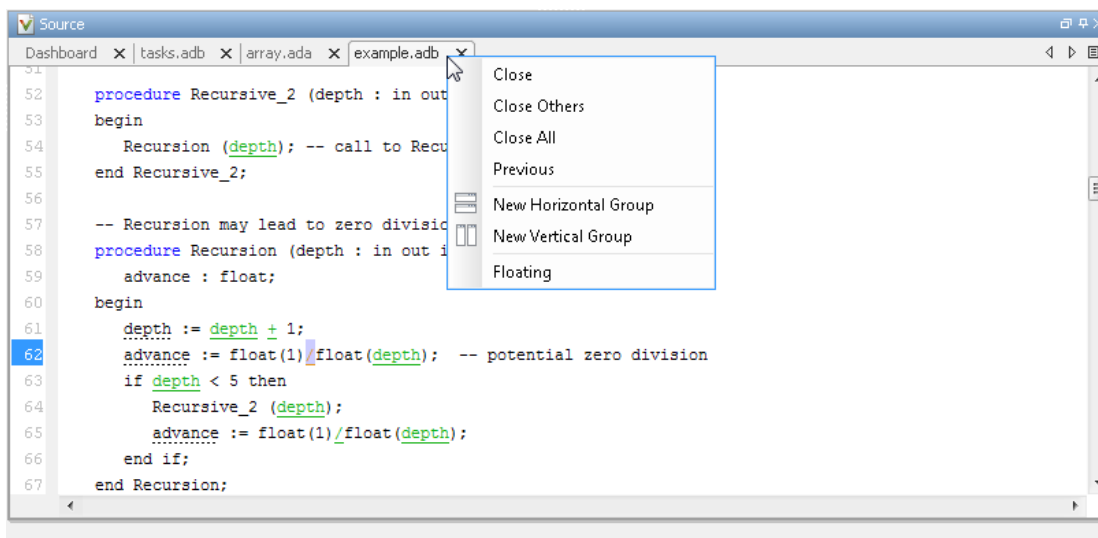 Source
Dashboard tasks.adb array.ada example.adb
51
52 procedure Recursive_2 (depth : in out
53 begin
54 Recursion (depth); -- call to Recu
55 end Recursive_2;
56
57 -- Recursion may lead to zero divisio
58 procedure Recursion (depth : in out i
59 advance : float;
60 begin
61 depth := depth + 1;
62 advance := float(1)/float(depth); -- potential zero division
63 if depth < 5 then
64 Recursive_2 (depth);
65 advance := float(1)/float(depth);
66 end if;
67 end Recursion;
Close
Close Others
Close All
Previous
New Horizontal Group
New Vertical Group
Floating